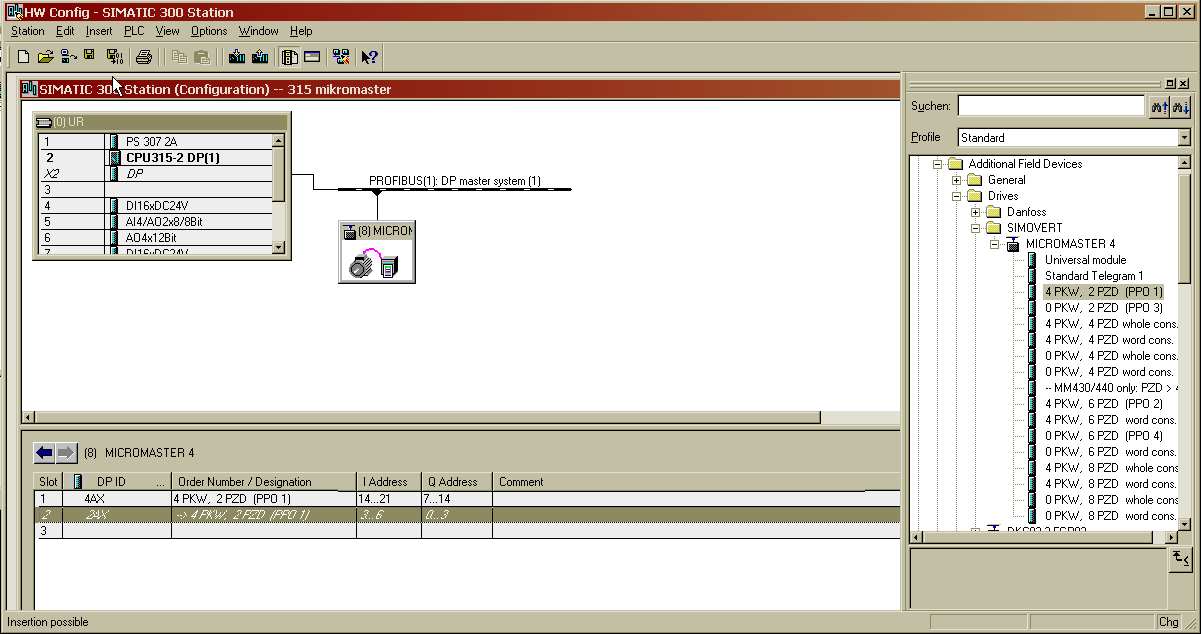 HW Config - SIMATIC 300 Station
Station Edit Insert PLC View Options Window Help
SIMATIC 300 Station (Configuration) -- 315 mikromaster
(0) UR
1 PS 307 2A
2 CPU315-2 DP(1)
X2 DP
3
4 DI16xDC24V
5 AI4/AO2x8/8Bit
6 AO4x12Bit
7 DI16xDC24V
PROFIBUS(1): DP master system (1)
(8) MICROM
(8) MICROMASTER 4
Slot DP ID ... Order Number / Designation I Address Q Address Comment
1 4AX 4 PKW, 2 PZD (PPO 1) 14...21 7...14
2 2AX --> 4 PKW, 2 PZD (PPO 1) 3...6 0...3
3
Suchen:
Profile Standard
Additional Field Devices
General
Drives
Danfoss
SIMOVERT
MICROMASTER 4
Universal module
Standard Telegram 1
4 PKW, 2 PZD (PPO 1)
0 PKW, 2 PZD (PPO 3)
4 PKW, 4 PZD whole cons.
4 PKW, 4 PZD word cons.
0 PKW, 4 PZD whole cons.
0 PKW, 4 PZD word cons.
-- MM430/440 only: PZD > 4
4 PKW, 6 PZD (PPO 2)
4 PKW, 6 PZD word cons.
0 PKW, 6 PZD (PPO 4)
0 PKW, 6 PZD word cons.
4 PKW, 8 PZD whole cons
4 PKW, 8 PZD word cons.
0 PKW, 8 PZD whole cons
0 PKW, 8 PZD word cons.
Insertion possible
Chg